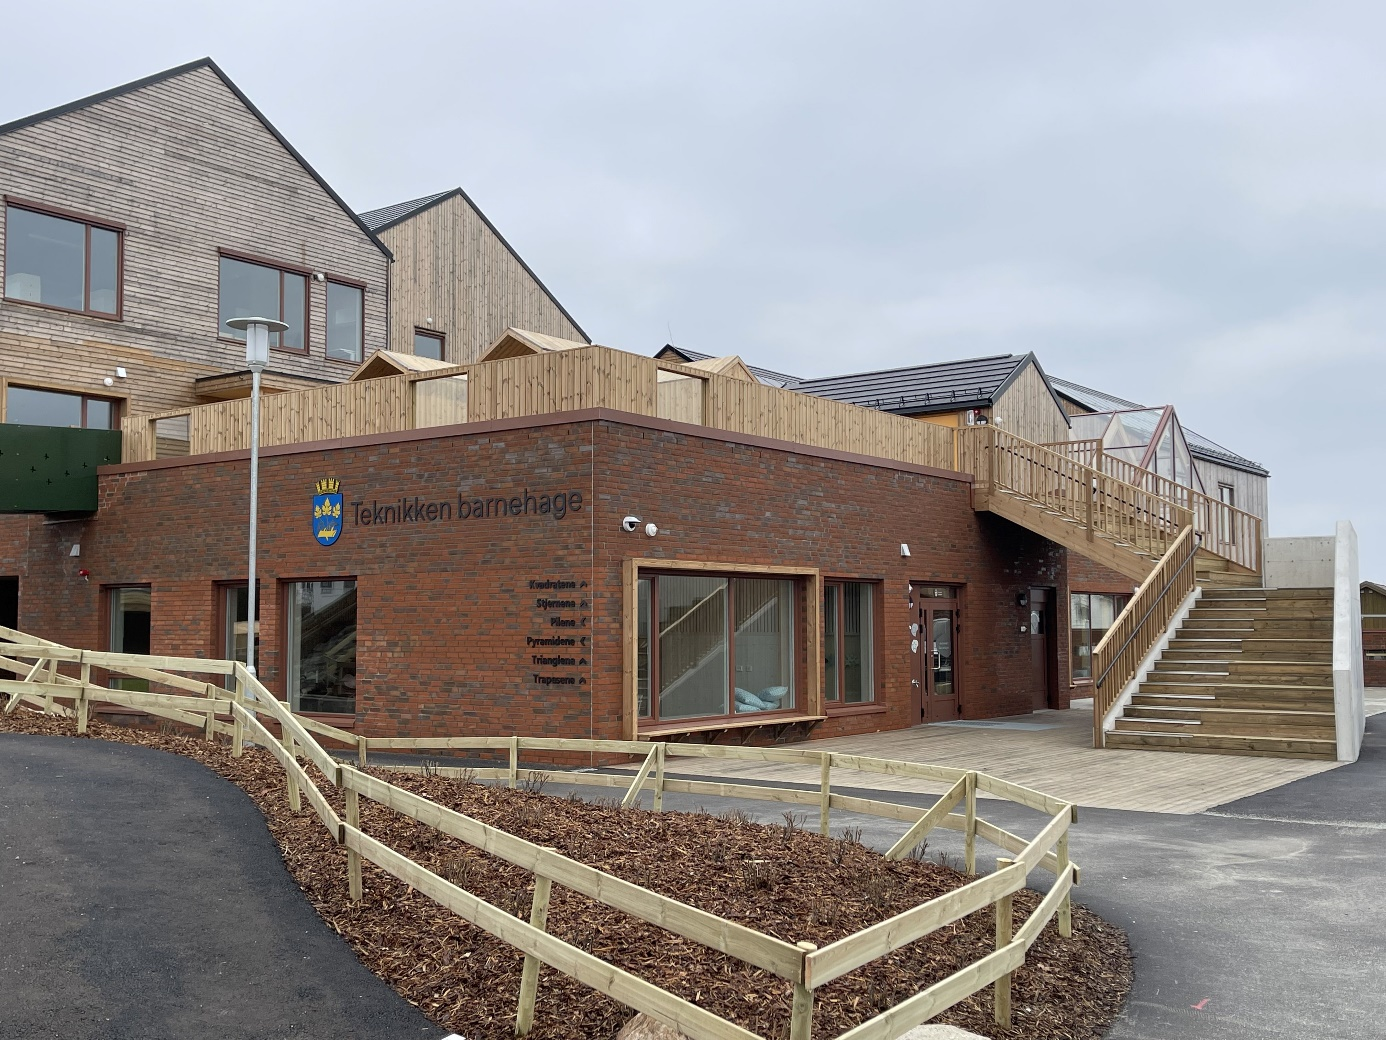 Teknikken barnehage
Kvadratene
Stjernene
Pilene
Pyramidene
Trianglene
Trapesene